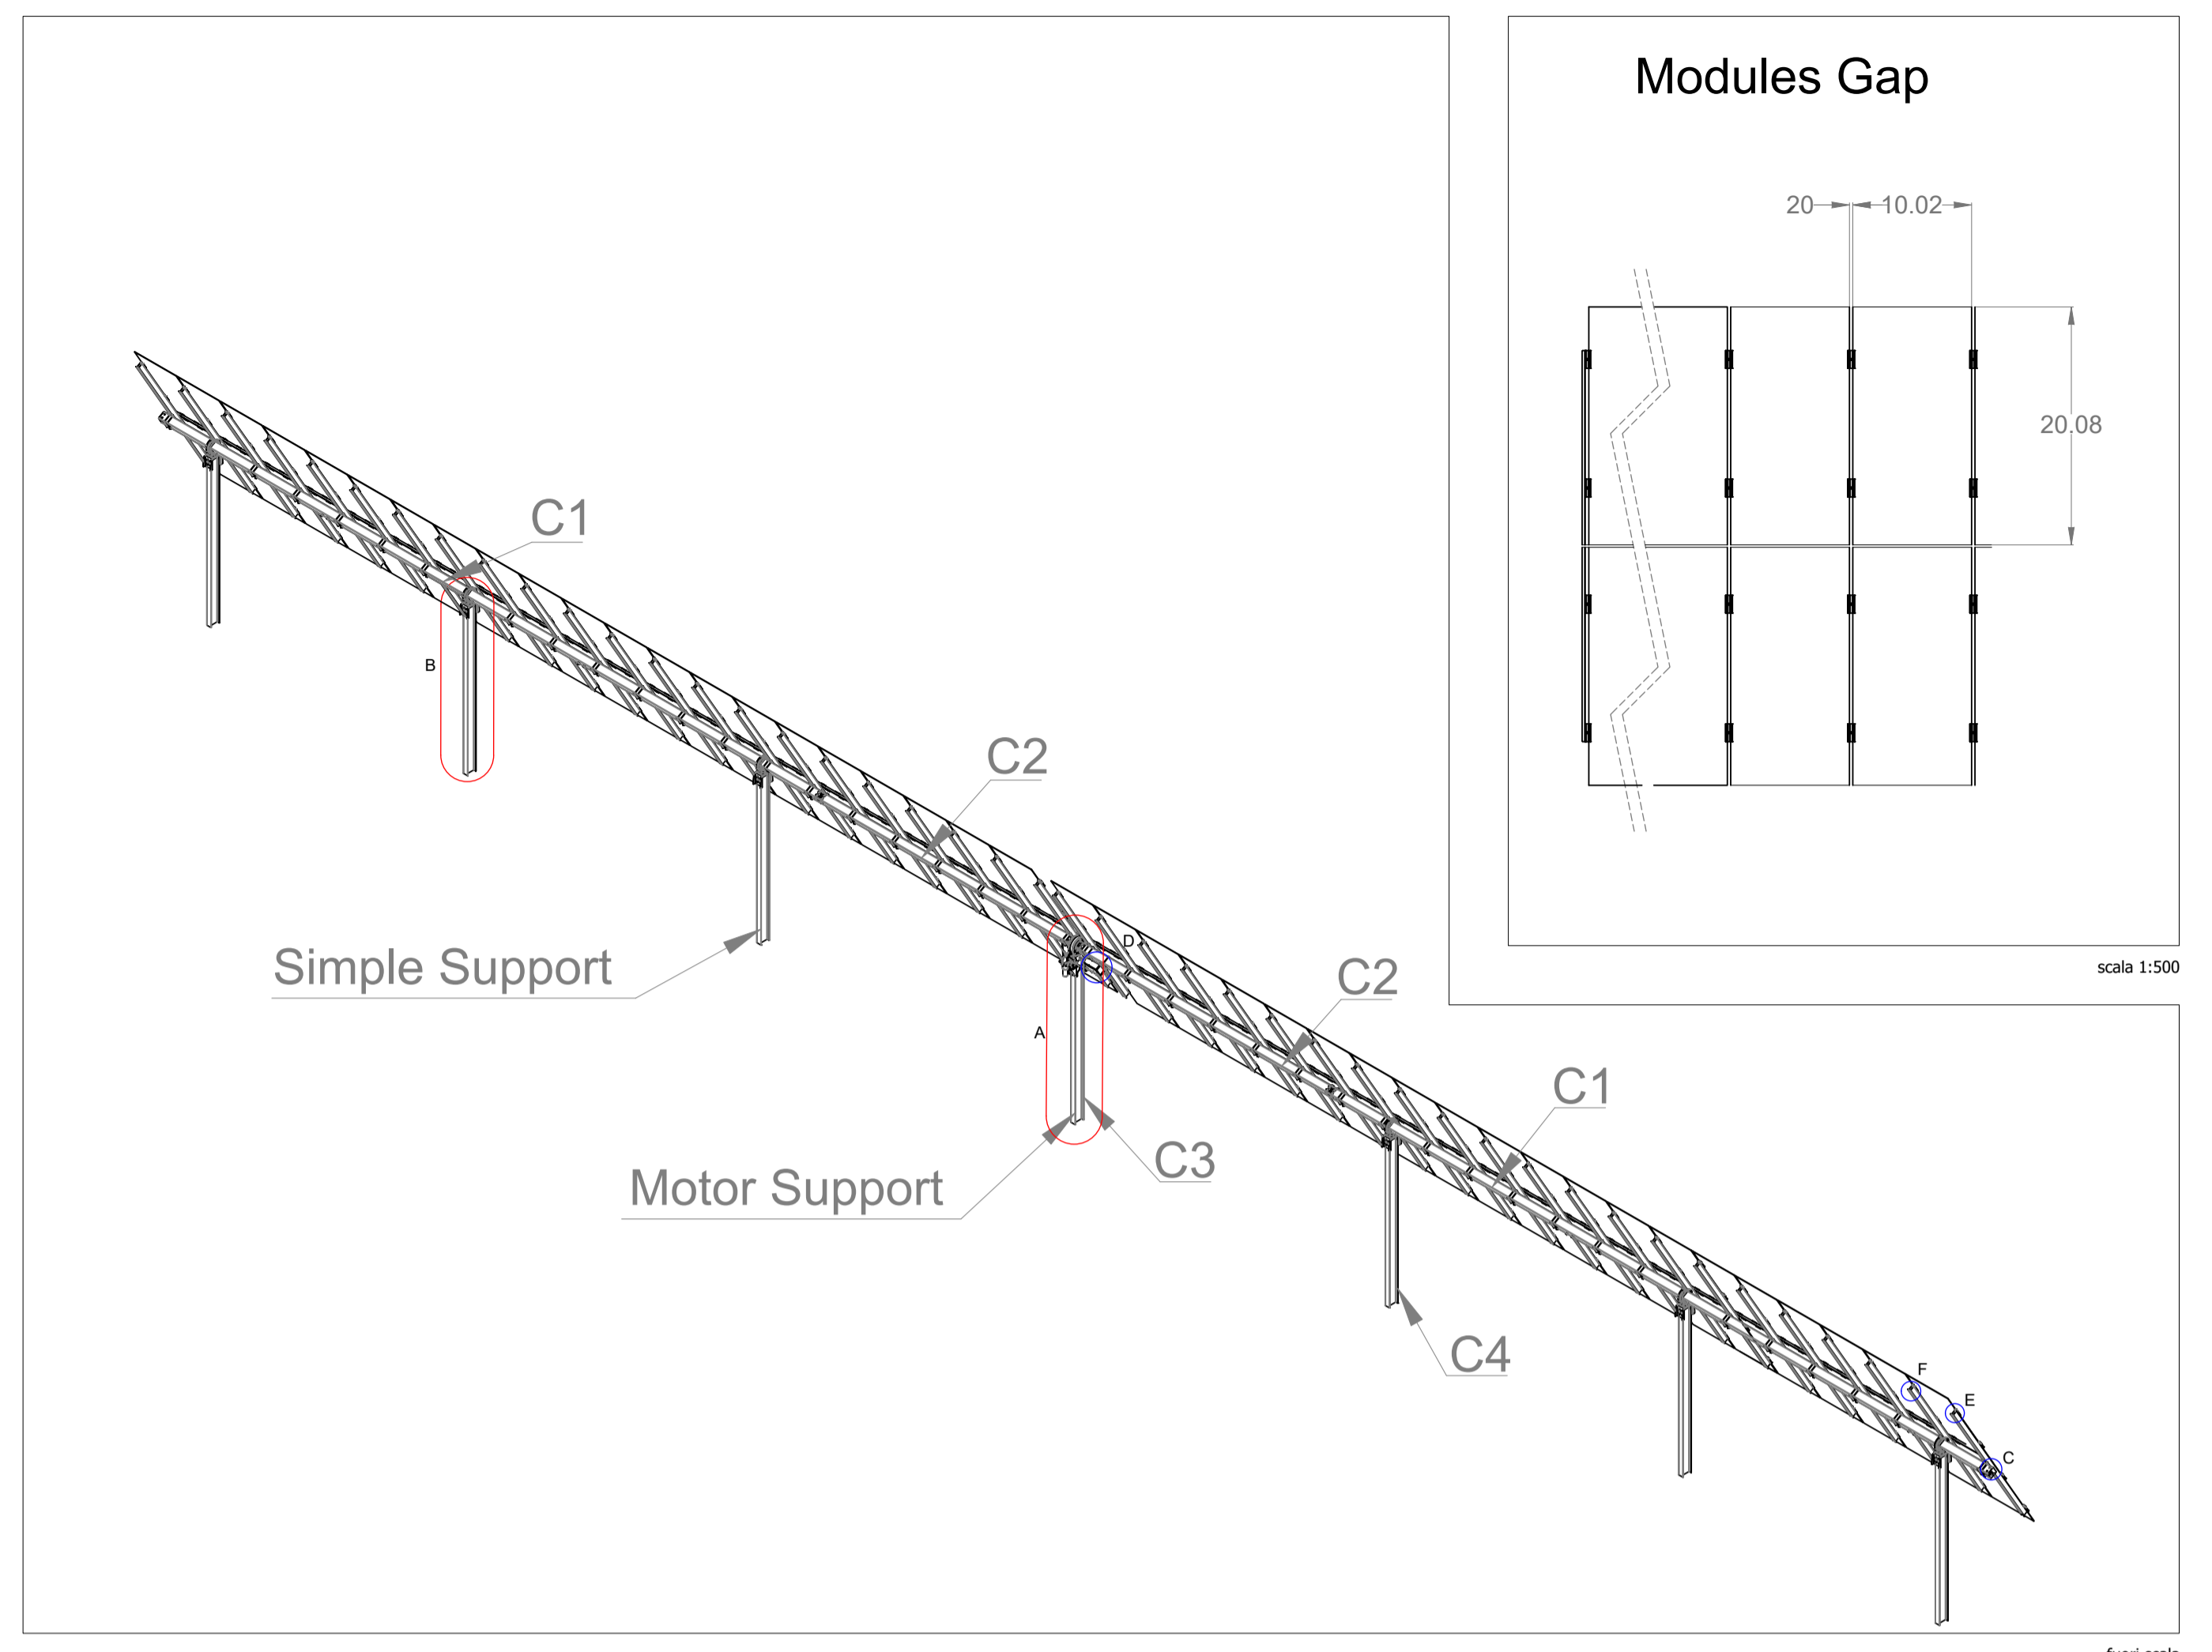 Modules Gap
20
10.02
20.08
C1
B
C2
Simple Support
D
scala 1:500
C2
A
C1
C3
Motor Support
C4
F
E
C